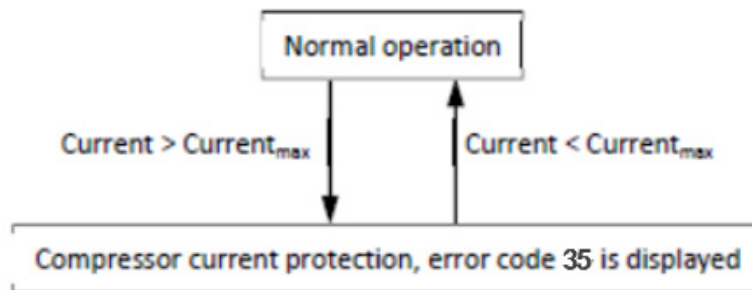 Normal operation
Current > Currentmax
Current < Currentmax
Compressor current protection, error code 35 is displayed